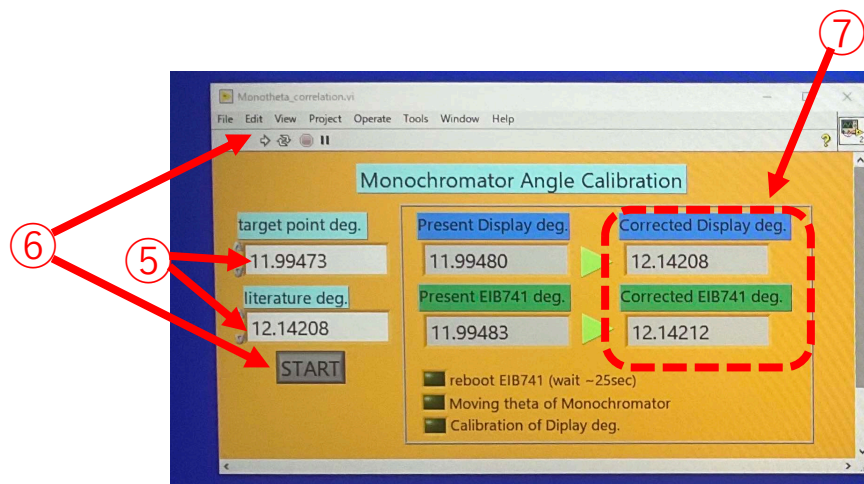 ⑦
Monotheta_correlation.vi
File Edit View Project Operate Tools Window Help
Monochromator Angle Calibration
target point deg.
11.99473
literature deg.
12.14208
START
Present Display deg.
11.99480
Corrected Display deg.
12.14208
Present EIB741 deg.
11.99483
Corrected EIB741 deg.
12.14212
reboot EIB741 (wait ~25sec)
Moving theta of Monochromator
Calibration of Diplay deg.
⑥
⑤